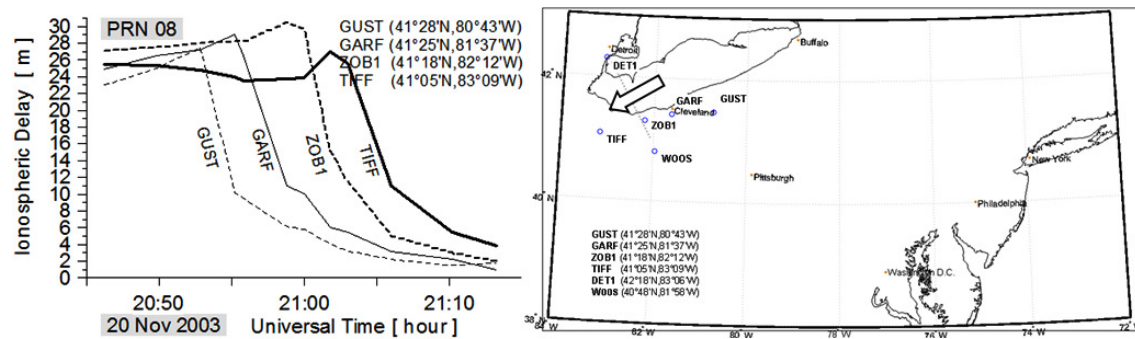 PRN 08
GUST (41°28'N,80°43'W)
GARF (41°25'N,81°37'W)
ZOB1 (41°18'N,82°12'W)
TIFF (41°05'N,83°09'W)
Ionospheric Delay [ m ]
30
28
26
24
22
20
18
16
14
12
10
8
6
4
2
0
GUST
GARF
ZOB1
TIFF
20:50
21:00
21:10
20 Nov 2003
Universal Time [ hour ]
Detroit
Buffalo
DET1
42°N
GARF
GUST
Cleveland
ZOB1
TIFF
WOOS
New York
Pittsburgh
40°N
Philadelphia
GUST (41°28'N,80°43'W)
GARF (41°25'N,81°37'W)
ZOB1 (41°18'N,82°12'W)
TIFF (41°05'N,83°09'W)
DET1 (42°18'N,83°06'W)
WOOS (40°48'N,81°58'W)
Washington D.C.
38°N
84°W
82°W
80°W
78°W
76°W
74°W
72°W